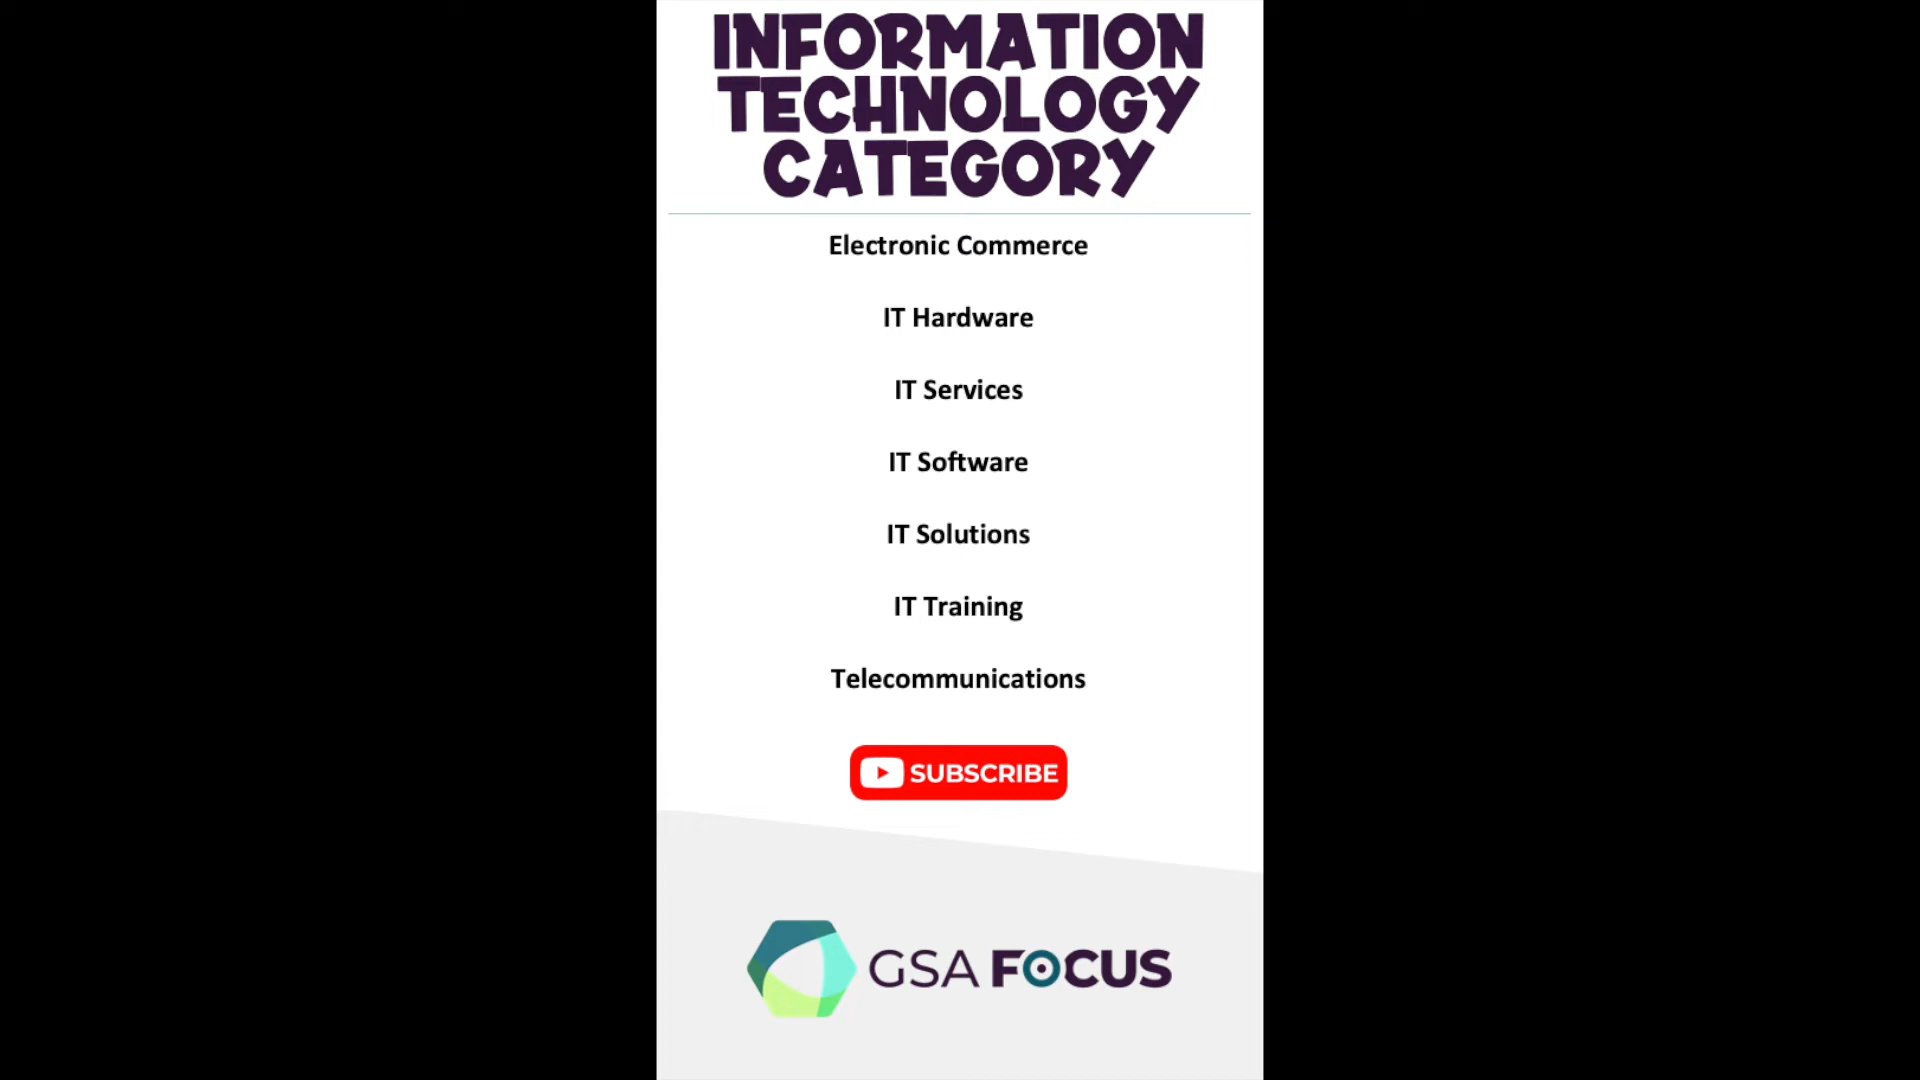 INFORMATION
TECHNOLOGY
CATEGORY
Electronic Commerce
IT Hardware
IT Services
IT Software
IT Solutions
IT Training
Telecommunications
SUBSCRIBE
GSA FOCUS